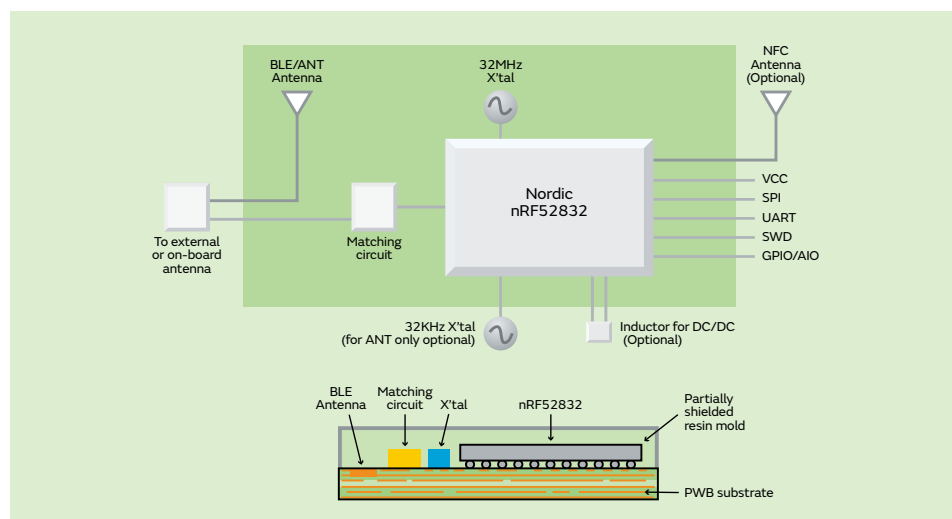 BLE/ANT
Antenna
32MHz
X'tal
NFC
Antenna
(Optional)
Nordic
nRF52832
VCC
SPI
UART
SWD
GPIO/AIO
To external
or on-board
antenna
Matching
circuit
32KHz X'tal
(for ANT only optional)
Inductor for DC/DC
(Optional)
BLE
Antenna
Matching
circuit
X'tal
nRF52832
Partially
shielded
resin mold
PWB substrate